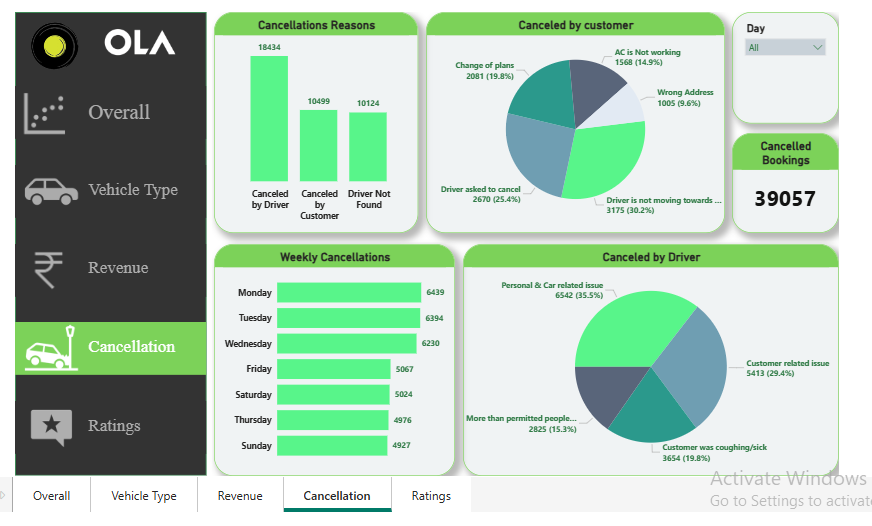 OLA
Overall
Vehicle Type
Revenue
Cancellation
Ratings
Cancellations Reasons
18434
10499
10124
Canceled
by Driver
Canceled
by
Customer
Driver Not
Found
Canceled by customer
AC is Not working
1568 (14.9%)
Wrong Address
1005 (9.6%)
Driver is not moving towards ...
3175 (30.2%)
Driver asked to cancel
2670 (25.4%)
Change of plans
2081 (19.8%)
Day
All
Cancelled
Bookings
39057
Weekly Cancellations
Monday 6439
Tuesday 6394
Wednesday 6230
Friday 5067
Saturday 5024
Thursday 4976
Sunday 4927
Canceled by Driver
Personal & Car related issue
6542 (35.5%)
Customer related issue
5413 (29.4%)
Customer was coughing/sick
3654 (19.8%)
More than permitted people...
2825 (15.3%)
Activate Windows
Go to Settings to activate
Overall
Vehicle Type
Revenue
Cancellation
Ratings